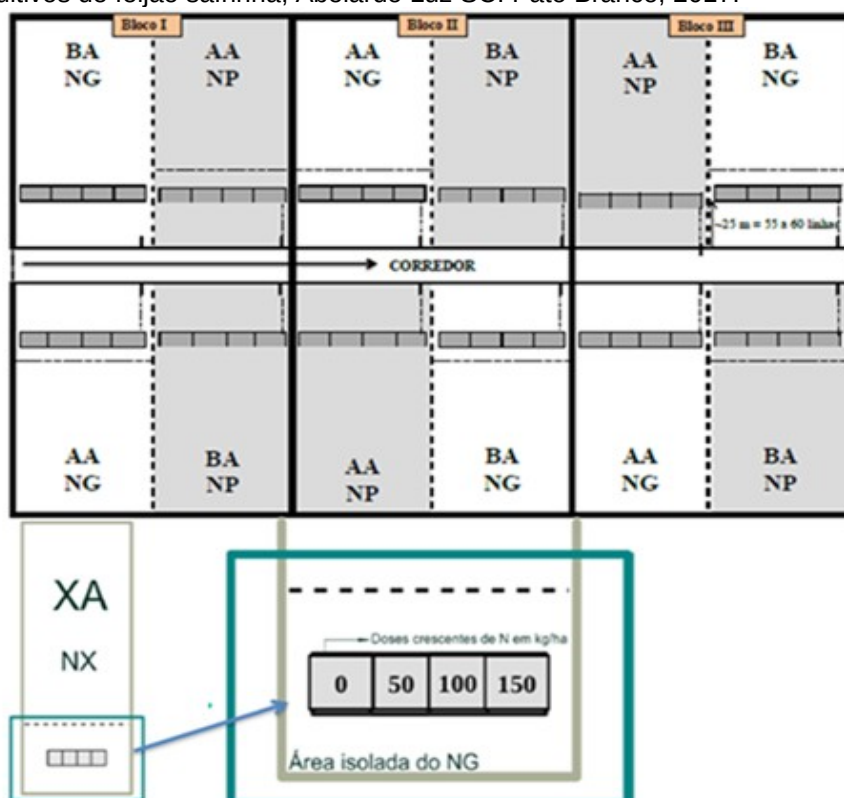 Bloco I
Bloco II
Bloco III
BA
NG
AA
NP
AA
NG
BA
NP
AA
NP
BA
NG
~25 m = 55 a 60 linhas
CORREDOR
AA
NG
BA
NP
AA
NP
BA
NG
AA
NG
BA
NP
XA
NX
Doses crescentes de N em kg/ha
0 50 100 150
Área isolada do NG